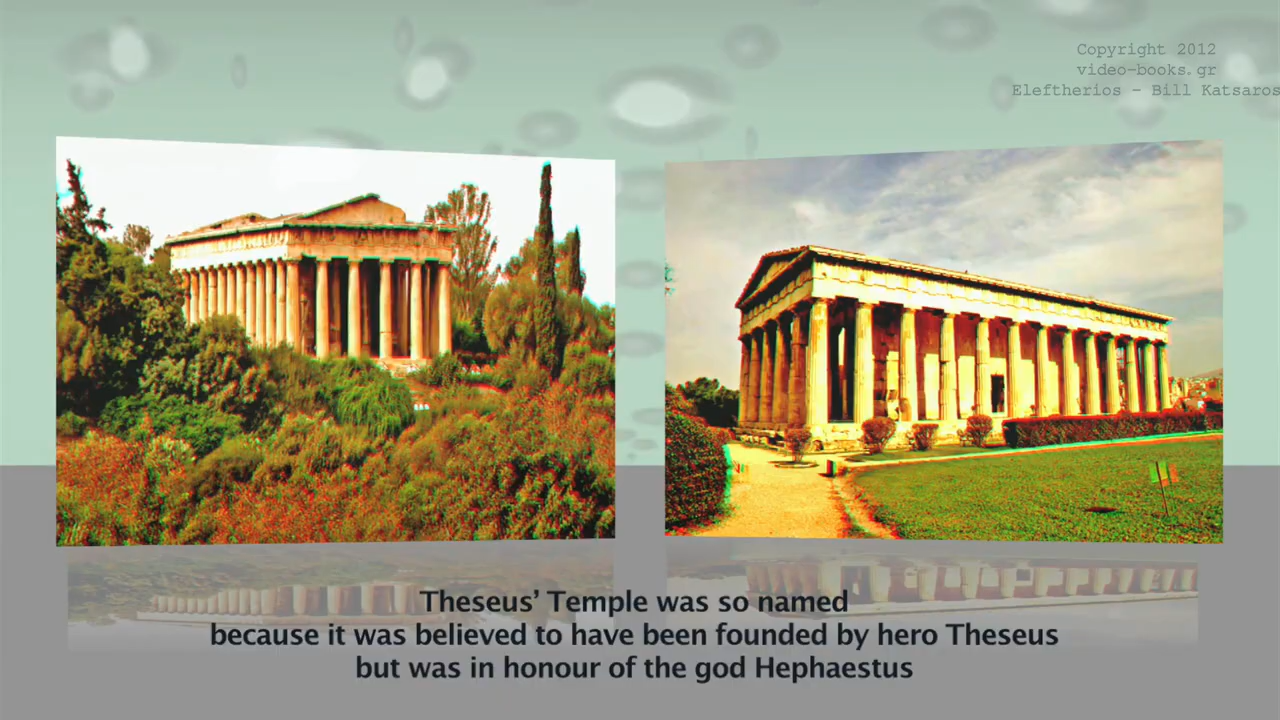 Copyright 2012
video-books.gr
Eleftherios - Bill Katsaros
Theseus’ Temple was so named
because it was believed to have been founded by hero Theseus
but was in honour of the god Hephaestus